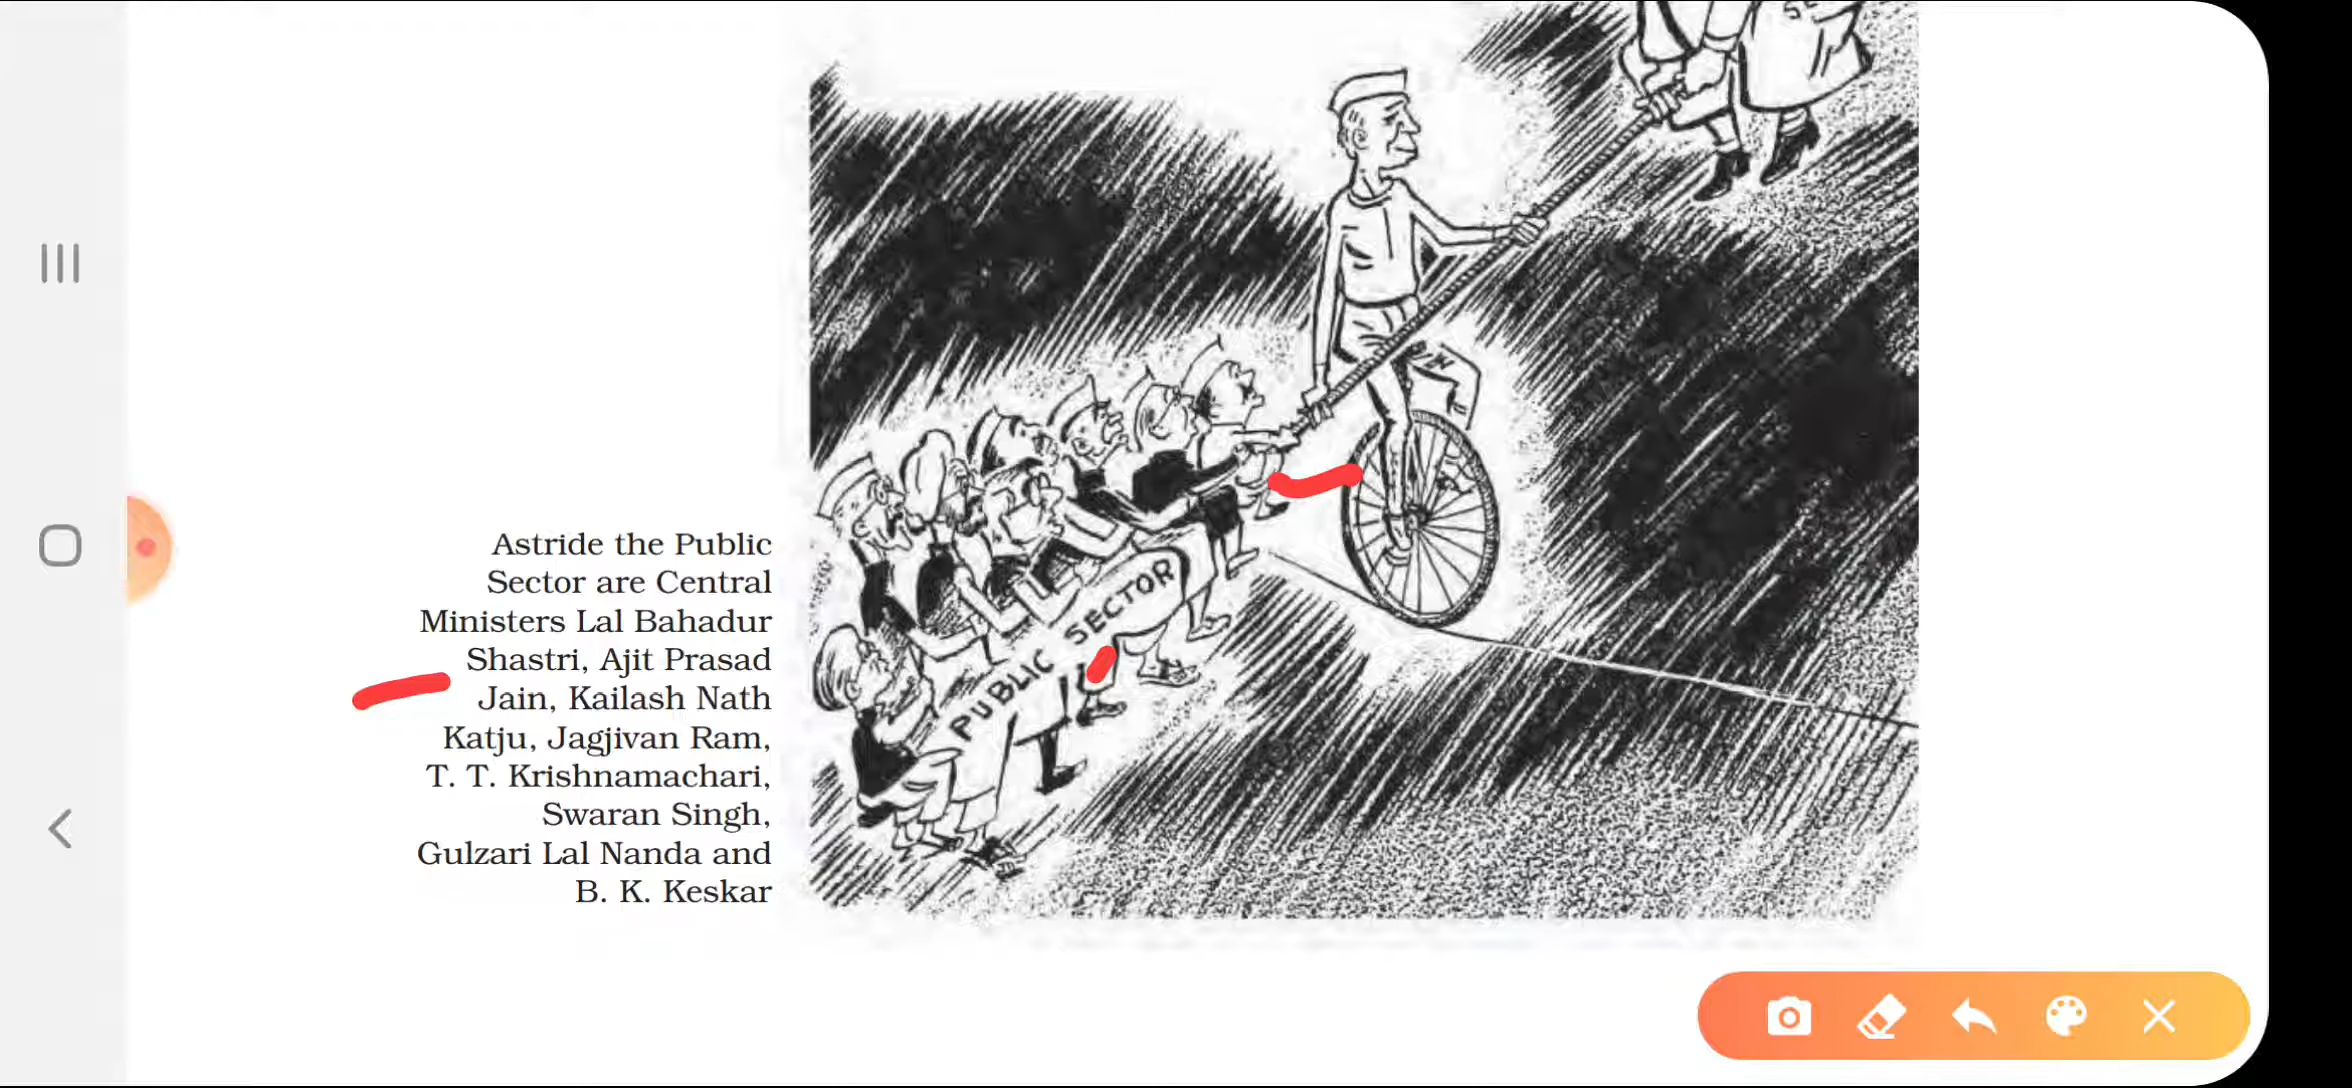 Astride the Public
Sector are Central
Ministers Lal Bahadur
Shastri, Ajit Prasad
Jain, Kailash Nath
Katju, Jagjivan Ram,
T. T. Krishnamachari,
Swaran Singh,
Gulzari Lal Nanda and
B. K. Keskar
PUBLIC SECTOR